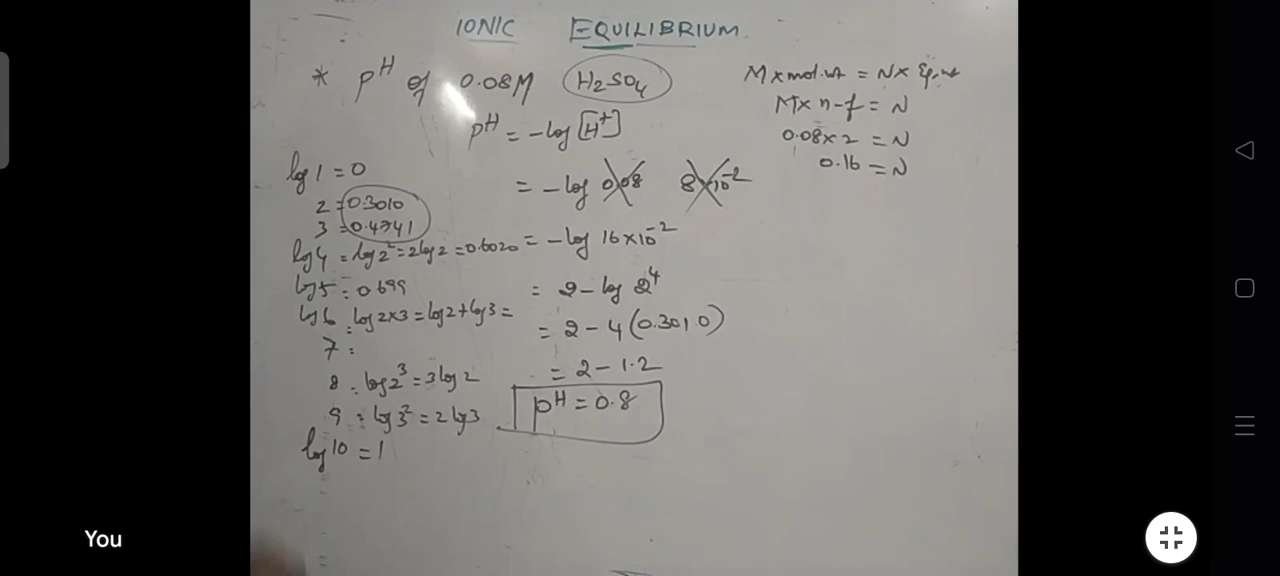 IONIC EQUILIBRIUM.
* pH of 0.08M H2SO4
M x mol.wt = N x Eq.wt
M x n-f = N
0.08 x 2 = N
0.16 = N
pH = -log [H+]
= -log 0.08 8 x 10^-2
= -log 16 x 10^-2
= 2 - log 2^4
= 2 - 4 (0.3010)
= 2 - 1.2
pH = 0.8
log 1 = 0
2 = 0.3010
3 = 0.4771
log 4 = log 2^2 = 2 log 2 = 0.6020
log 5 = 0.699
log 6 = log 2x3 = log 2 + log 3 =
7 =
8 = log 2^3 = 3 log 2
9 = log 3^2 = 2 log 3
log 10 = 1
You